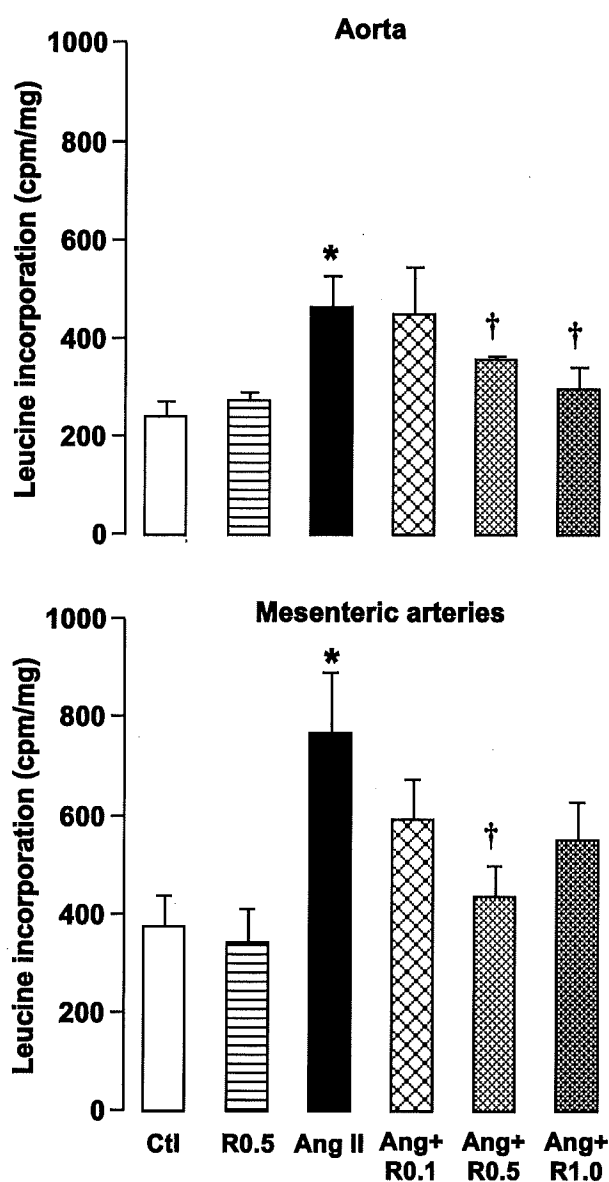 Aorta
Leucine incorporation (cpm/mg)
1000
800
600
400
200
0
*
†
†
Mesenteric arteries
Leucine incorporation (cpm/mg)
1000
800
600
400
200
0
*
†
Ctl R0.5 Ang II Ang+ Ang+ Ang+
R0.1 R0.5 R1.0